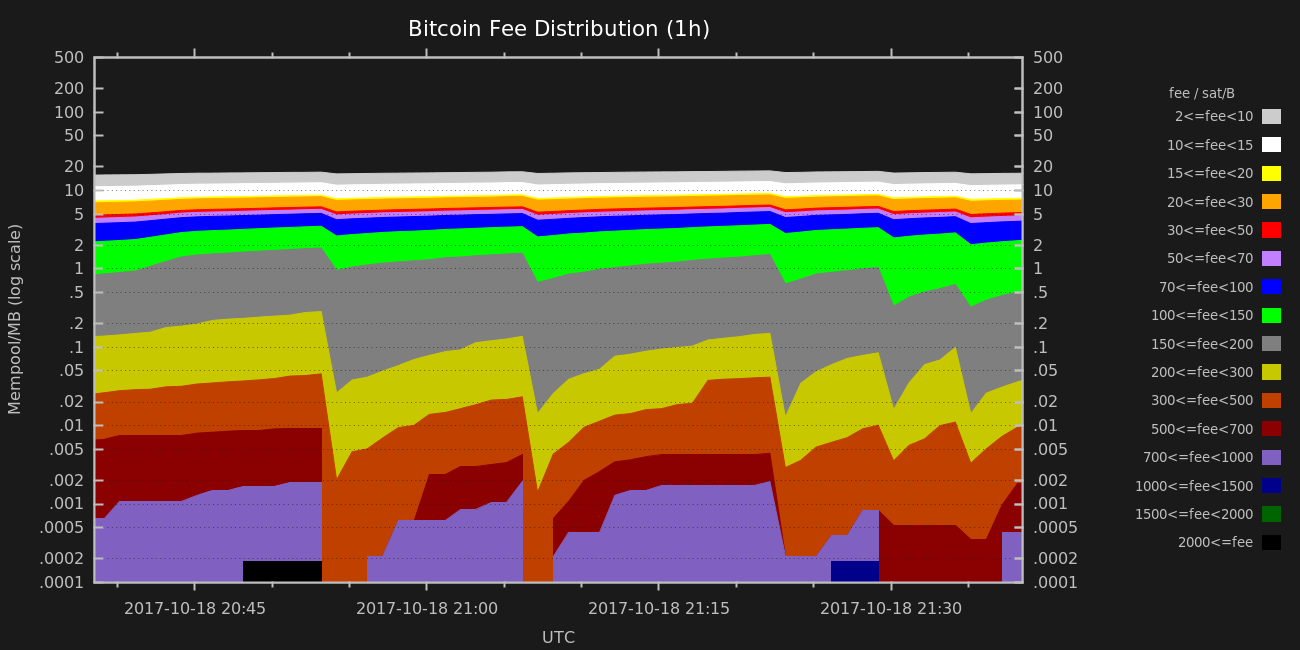 Bitcoin Fee Distribution (1h)
500
200
100
50
20
10
5
2
1
.5
.2
.1
.05
.02
.01
.005
.002
.001
.0005
.0002
.0001
Mempool/MB (log scale)
500
200
100
50
20
10
5
2
1
.5
.2
.1
.05
.02
.01
.005
.002
.001
.0005
.0002
.0001
2017-10-18 20:45
2017-10-18 21:00
2017-10-18 21:15
2017-10-18 21:30
UTC
fee / sat/B
2<=fee<10
10<=fee<15
15<=fee<20
20<=fee<30
30<=fee<50
50<=fee<70
70<=fee<100
100<=fee<150
150<=fee<200
200<=fee<300
300<=fee<500
500<=fee<700
700<=fee<1000
1000<=fee<1500
1500<=fee<2000
2000<=fee